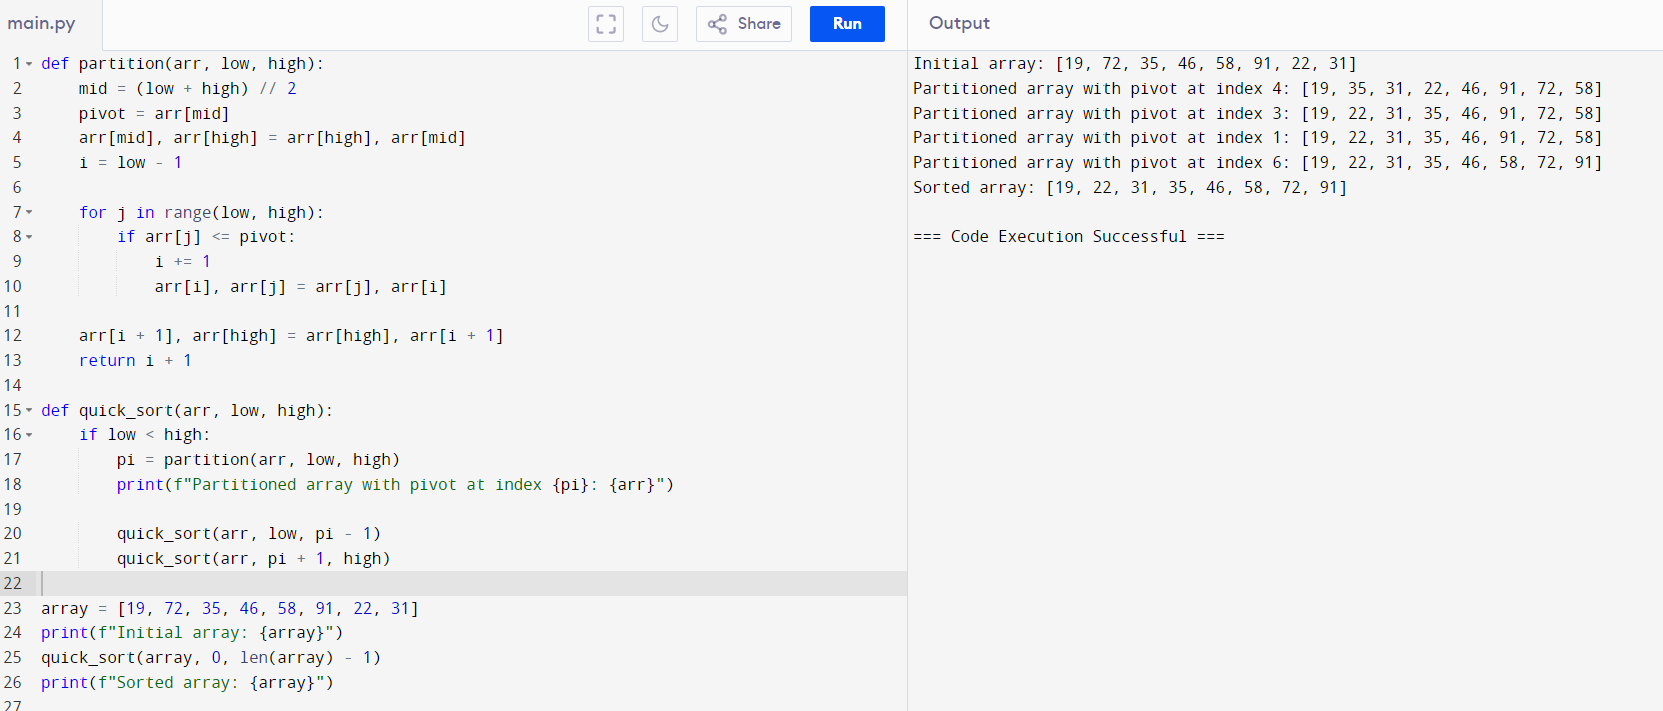 main.py
Share
Run
Output
1 def partition(arr, low, high):
2     mid = (low + high) // 2
3     pivot = arr[mid]
4     arr[mid], arr[high] = arr[high], arr[mid]
5     i = low - 1
6
7     for j in range(low, high):
8         if arr[j] <= pivot:
9             i += 1
10             arr[i], arr[j] = arr[j], arr[i]
11
12     arr[i + 1], arr[high] = arr[high], arr[i + 1]
13     return i + 1
14
15 def quick_sort(arr, low, high):
16     if low < high:
17         pi = partition(arr, low, high)
18         print(f"Partitioned array with pivot at index {pi}: {arr}")
19
20         quick_sort(arr, low, pi - 1)
21         quick_sort(arr, pi + 1, high)
22
23 array = [19, 72, 35, 46, 58, 91, 22, 31]
24 print(f"Initial array: {array}")
25 quick_sort(array, 0, len(array) - 1)
26 print(f"Sorted array: {array}")
27
Initial array: [19, 72, 35, 46, 58, 91, 22, 31]
Partitioned array with pivot at index 4: [19, 35, 31, 22, 46, 91, 72, 58]
Partitioned array with pivot at index 3: [19, 22, 31, 35, 46, 91, 72, 58]
Partitioned array with pivot at index 1: [19, 22, 31, 35, 46, 91, 72, 58]
Partitioned array with pivot at index 6: [19, 22, 31, 35, 46, 58, 72, 91]
Sorted array: [19, 22, 31, 35, 46, 58, 72, 91]
=== Code Execution Successful ===